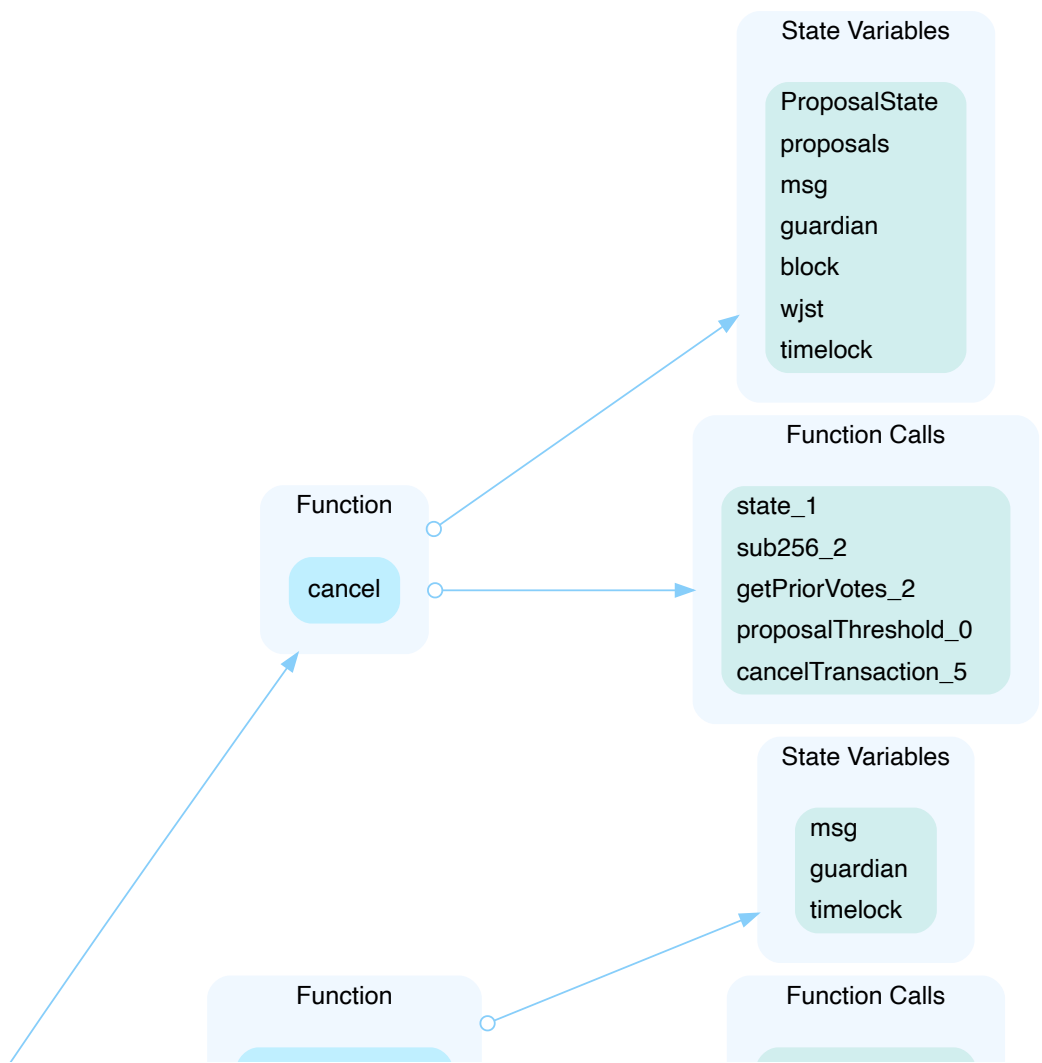 State Variables
ProposalState
proposals
msg
guardian
block
wjst
timelock
Function
cancel
Function Calls
state_1
sub256_2
getPriorVotes_2
proposalThreshold_0
cancelTransaction_5
State Variables
msg
guardian
timelock
Function
Function Calls